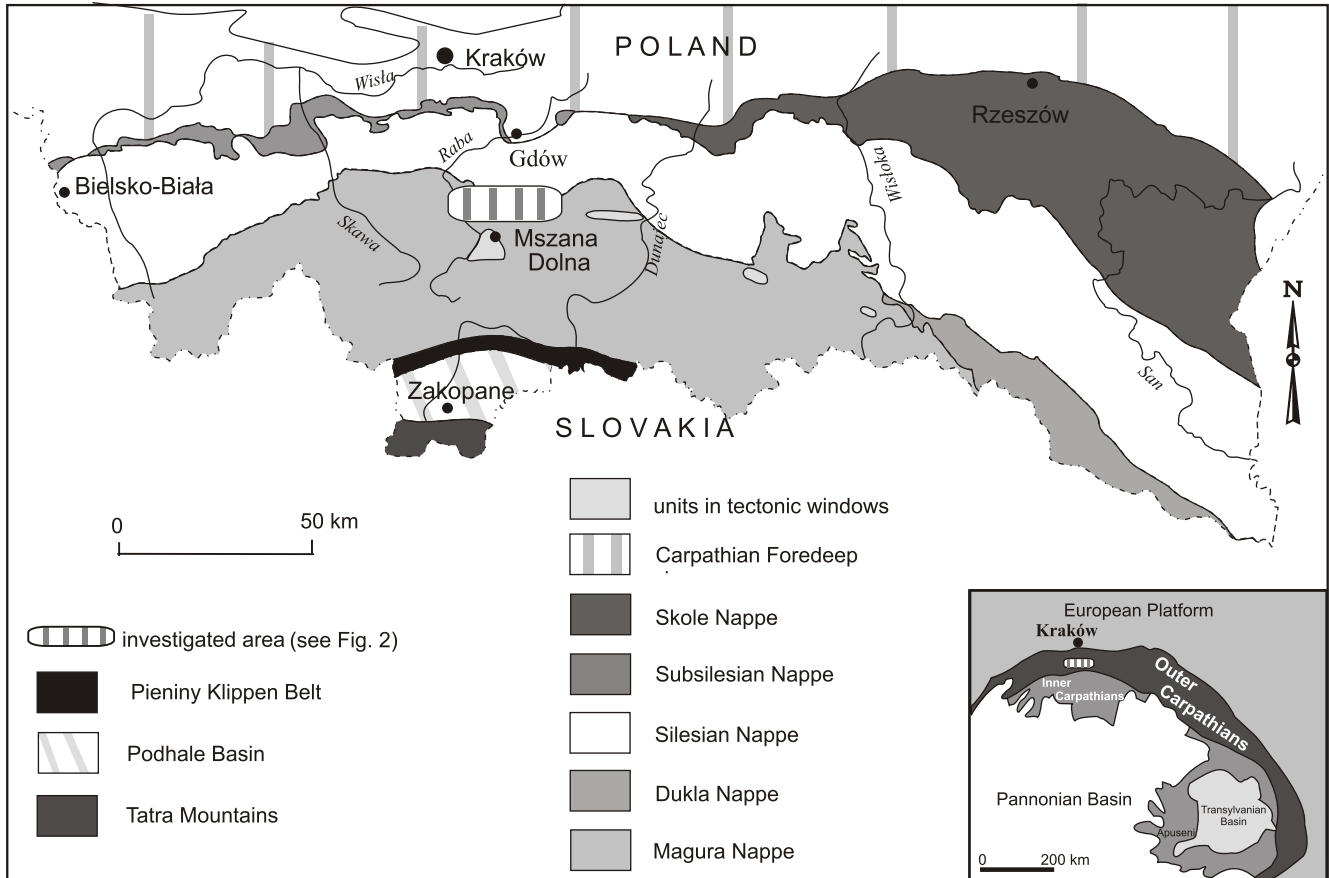 POLAND
Kraków
Wisła
Rzeszów
Raba
Gdów
Wisłoka
Bielsko-Biała
Skawa
Mszana
Dolna
Dunajec
N
San
Zakopane
SLOVAKIA
0
50 km
units in tectonic windows
Carpathian Foredeep
Skole Nappe
Subsilesian Nappe
Silesian Nappe
Dukla Nappe
Magura Nappe
investigated area (see Fig. 2)
Pieniny Klippen Belt
Podhale Basin
Tatra Mountains
European Platform
Kraków
Outer
Carpathians
Inner
Carpathians
Pannonian Basin
Transylvanian
Basin
Apuseni
0
200 km